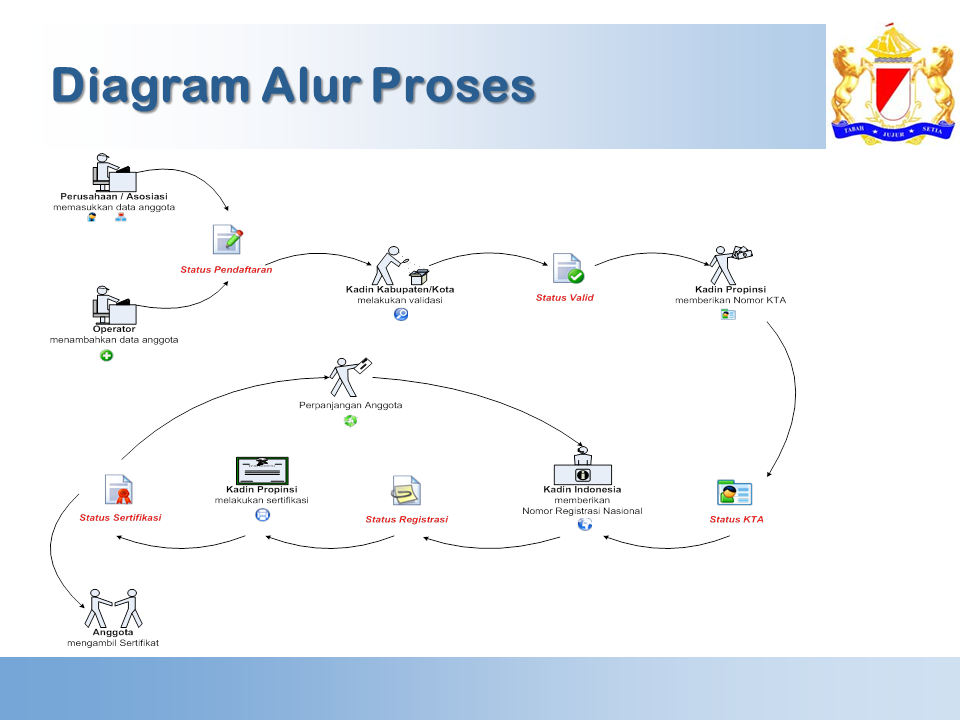 Diagram Alur Proses
TABAH
JUJUR
SETIA
Perusahaan / Asosiasi
memasukkan data anggota
Status Pendaftaran
Operator
menambahkan data anggota
Kadin Kabupaten/Kota
melakukan validasi
Status Valid
Kadin Propinsi
memberikan Nomor KTA
Perpanjangan Anggota
Status Sertifikasi
Kadin Propinsi
melakukan sertifikasi
Status Registrasi
Kadin Indonesia
memberikan
Nomor Registrasi Nasional
Status KTA
Anggota
mengambil Sertifikat